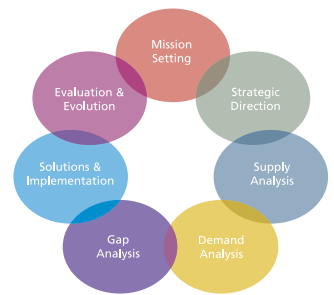 Mission
Setting
Strategic
Direction
Supply
Analysis
Demand
Analysis
Gap
Analysis
Solutions &
Implementation
Evaluation &
Evolution